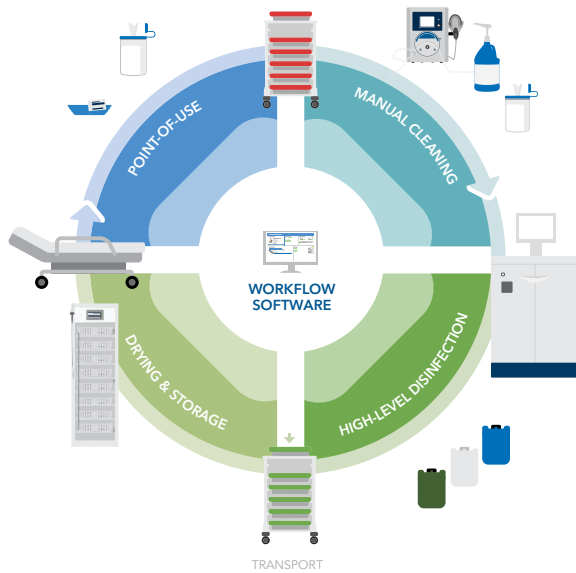 POINT-OF-USE
MANUAL CLEANING
WORKFLOW
SOFTWARE
DRYING & STORAGE
HIGH-LEVEL DISINFECTION
TRANSPORT